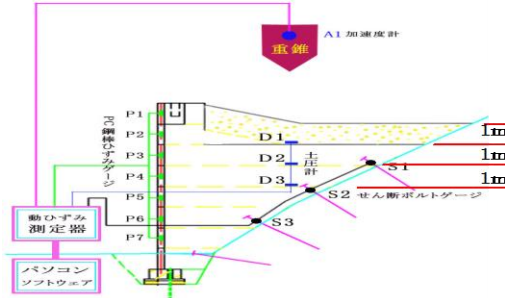 A1 加速度計
重錘
P1
P2
P3
P4
P5
P6
P7
PC鋼棒ひずみゲージ
D1
D2
D3
土圧計
S1
S2
S3
せん断ボルトゲージ
1m
1m
1m
動ひずみ
測定器
パソコン
ソフトウェア